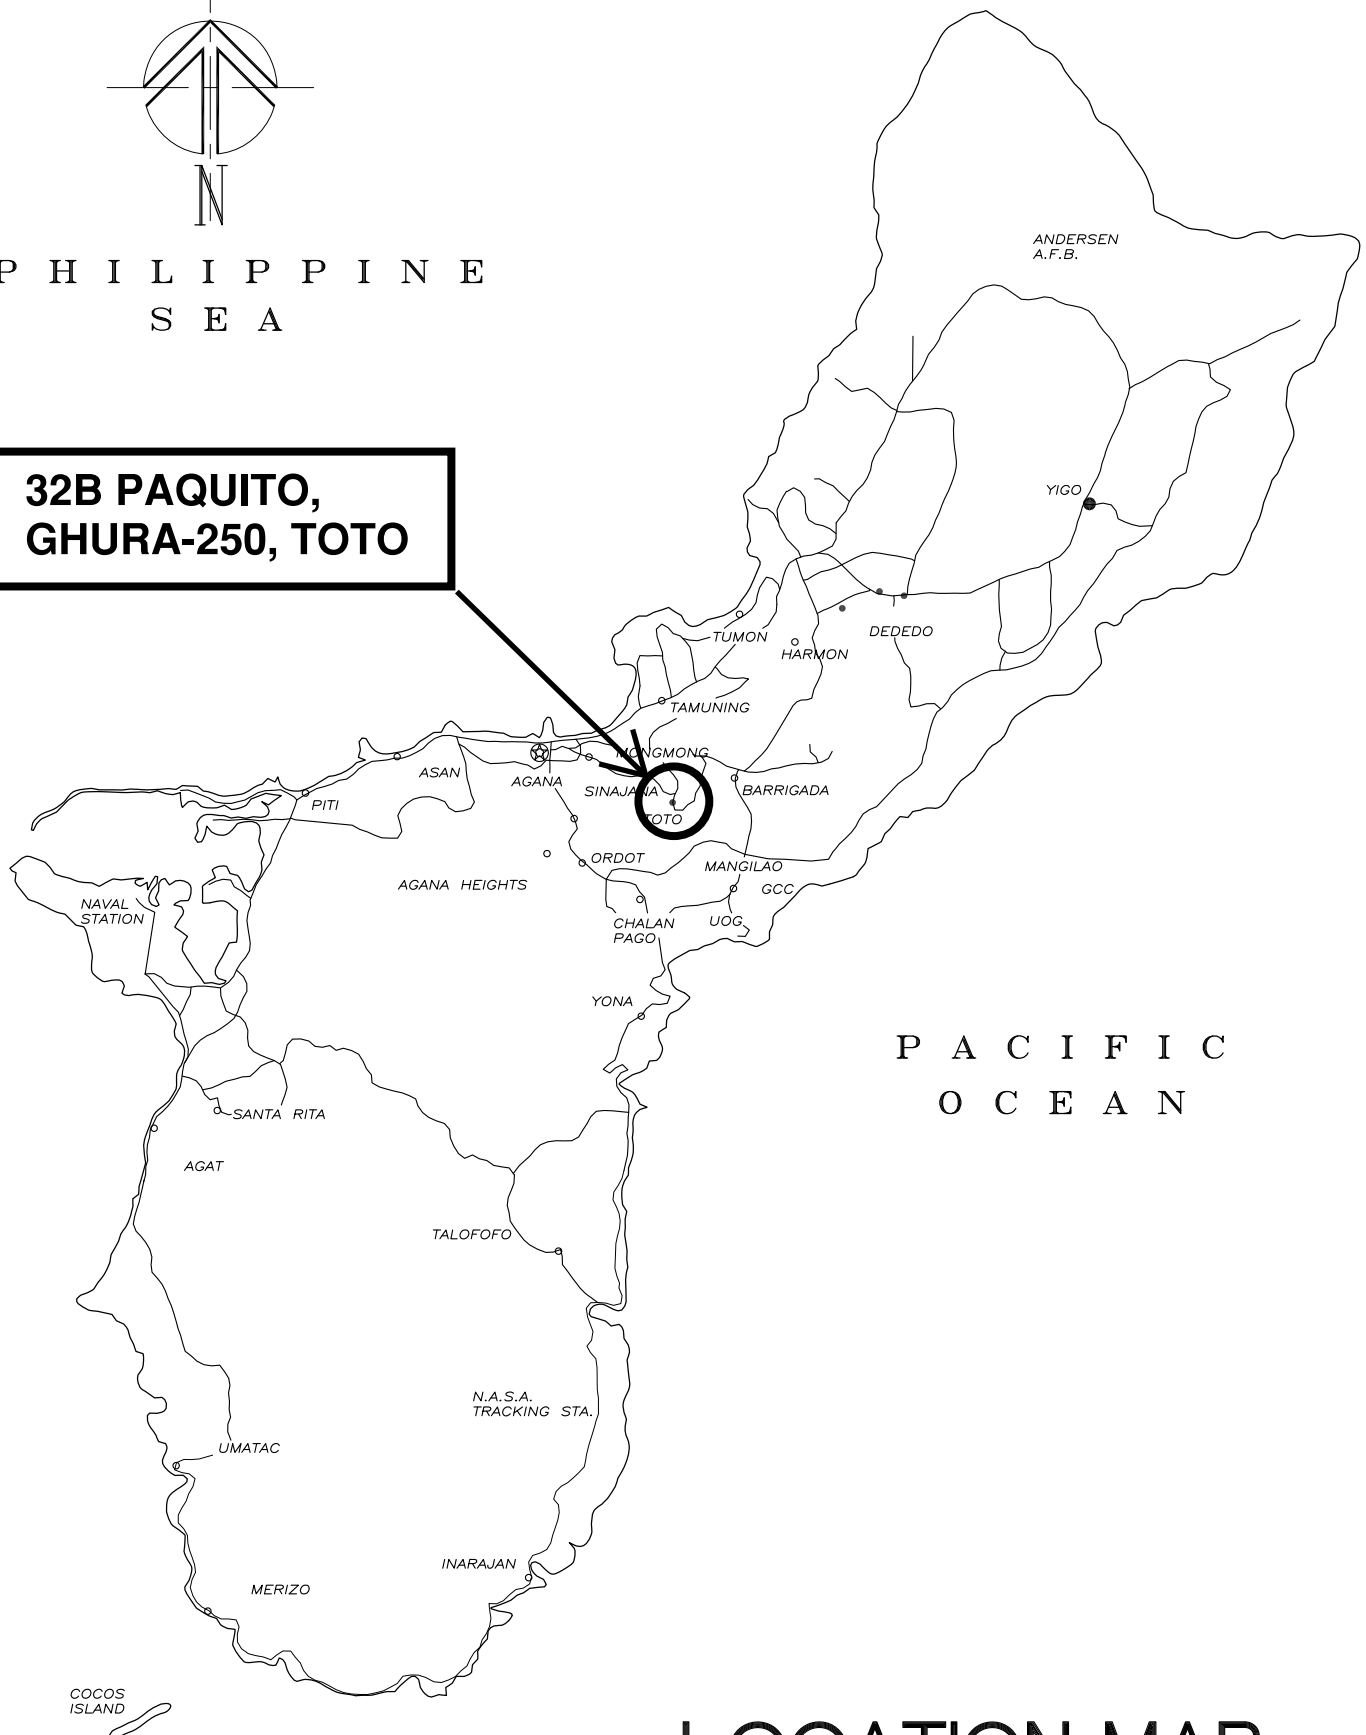 N
PHILIPPINE
SEA
ANDERSEN
A.F.B.
32B PAQUITO,
GHURA-250, TOTO
YIGO
TUMON
DEDEDO
HARMON
TAMUNING
MONGMONG
ASAN
AGANA
SINAJANA
BARRIGADA
PITI
TOTO
ORDOT
MANGILAO
AGANA HEIGHTS
GCC
NAVAL
STATION
CHALAN
PAGO
UOG
YONA
PACIFIC
OCEAN
SANTA RITA
AGAT
TALOFOFO
N.A.S.A.
TRACKING STA.
UMATAC
INARAJAN
MERIZO
COCOS
ISLAND
LOCATION MAP